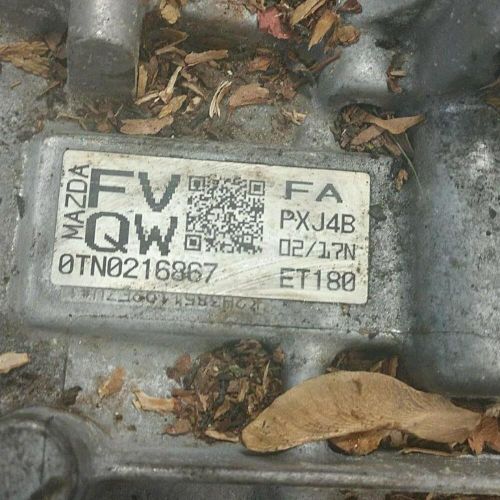 MAZDA
FV FA
QW PXJ4B
02/17N
0TN0216867 ET180